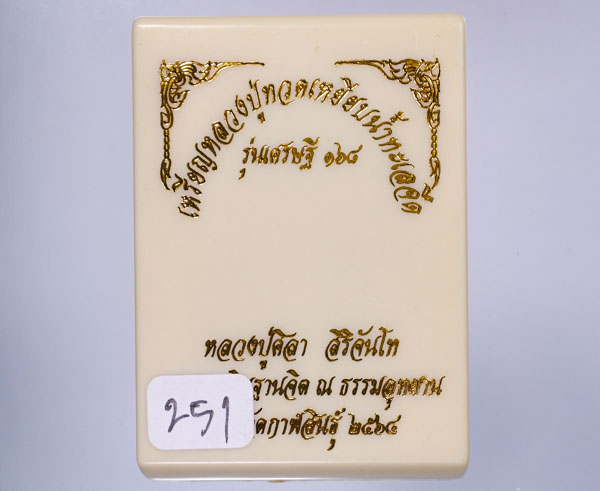 เหรียญหลวงปู่ทวดเหยียบน้ำทะเลจืด
รุ่นเศรษฐี ๑๖๘
หลวงปู่ศิลา สิริจันโท
ฐานจิต ณ ธรรมอุทยาน
กาฬสินธุ์ ๒๕๖๔
251